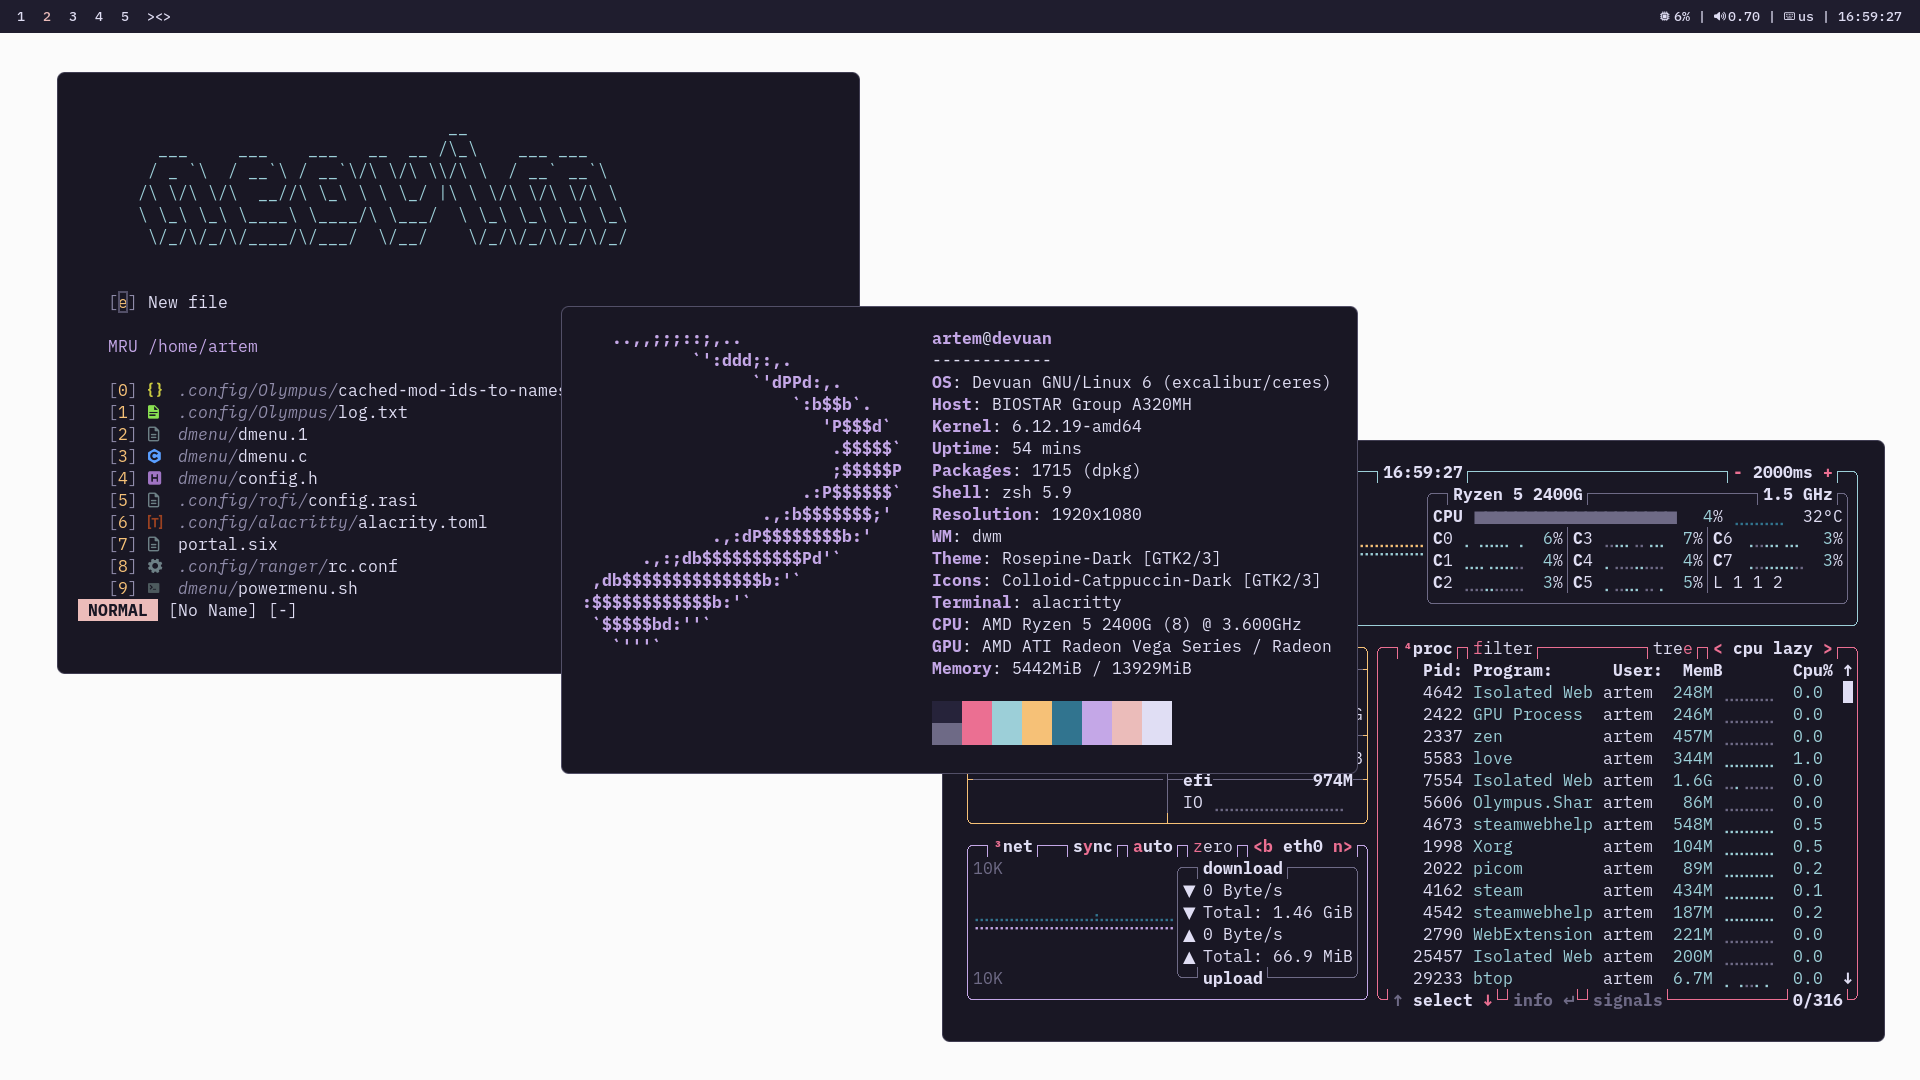 1 2 3 4 5 ><>
6% | 0.70 | us | 16:59:27
[e] New file
MRU /home/artem
[0] .config/Olympus/cached-mod-ids-to-names
[1] .config/Olympus/log.txt
[2] dmenu/dmenu.1
[3] dmenu/dmenu.c
[4] dmenu/config.h
[5] .config/rofi/config.rasi
[6] .config/alacritty/alacrity.toml
[7] portal.six
[8] .config/ranger/rc.conf
[9] dmenu/powermenu.sh
NORMAL [No Name] [-]
artem@devuan
------------
OS: Devuan GNU/Linux 6 (excalibur/ceres)
Host: BIOSTAR Group A320MH
Kernel: 6.12.19-amd64
Uptime: 54 mins
Packages: 1715 (dpkg)
Shell: zsh 5.9
Resolution: 1920x1080
WM: dwm
Theme: Rosepine-Dark [GTK2/3]
Icons: Colloid-Catppuccin-Dark [GTK2/3]
Terminal: alacritty
CPU: AMD Ryzen 5 2400G (8) @ 3.600GHz
GPU: AMD ATI Radeon Vega Series / Radeon
Memory: 5442MiB / 13929MiB
16:59:27 - 2000ms +
Ryzen 5 2400G 1.5 GHz
CPU 4% 32°C
C0 6% C3 7% C6 3%
C1 4% C4 4% C7 3%
C2 3% C5 5% L 1 1 2
efi 974M
IO
³net sync auto zero <b eth0 n>
10K
download
▼ 0 Byte/s
▼ Total: 1.46 GiB
▲ 0 Byte/s
▲ Total: 66.9 MiB
10K
upload
⁴proc filter tree < cpu lazy >
Pid: Program: User: MemB Cpu% ↑
4642 Isolated Web artem 248M 0.0
2422 GPU Process artem 246M 0.0
2337 zen artem 457M 0.0
5583 love artem 344M 1.0
7554 Isolated Web artem 1.6G 0.0
5606 Olympus.Shar artem 86M 0.0
4673 steamwebhelp artem 548M 0.5
1998 Xorg artem 104M 0.5
2022 picom artem 89M 0.2
4162 steam artem 434M 0.1
4542 steamwebhelp artem 187M 0.2
2790 WebExtension artem 221M 0.0
25457 Isolated Web artem 200M 0.0
29233 btop artem 6.7M 0.0 ↓
↑ select ↓ info ↵ signals 0/316